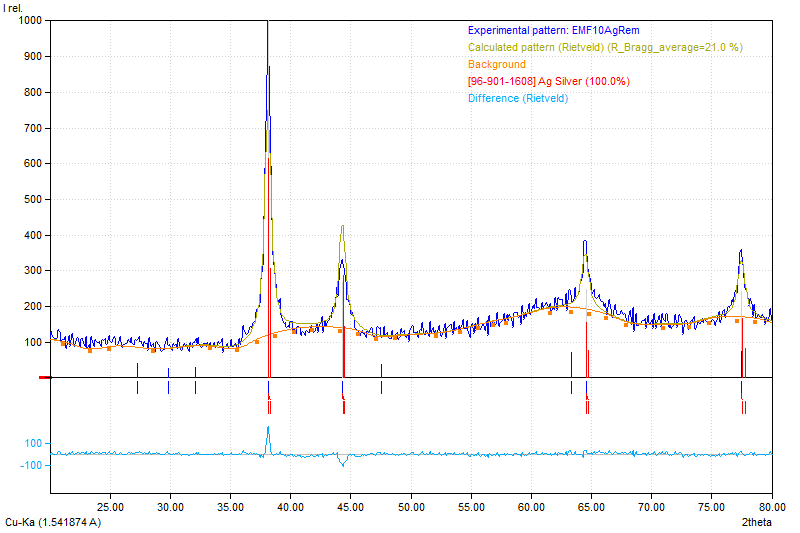 I rel.
1000
900
800
700
600
500
400
300
200
100
100
-100
Experimental pattern: EMF10AgRem
Calculated pattern (Rietveld) (R_Bragg_average=21.0 %)
Background
[96-901-1608] Ag Silver (100.0%)
Difference (Rietveld)
25.00 30.00 35.00 40.00 45.00 50.00 55.00 60.00 65.00 70.00 75.00 80.00
Cu-Ka (1.541874 A) 2theta